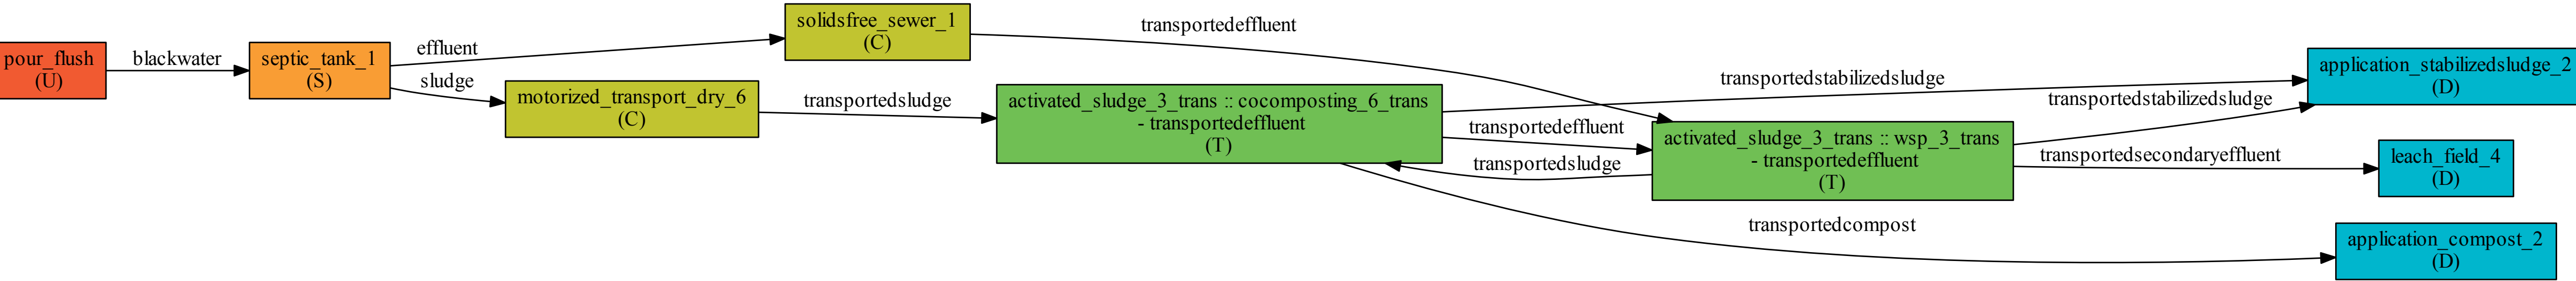 pour_flush
(U)
blackwater
septic_tank_1
(S)
effluent
sludge
solidsfree_sewer_1
(C)
motorized_transport_dry_6
(C)
transportedeffluent
transportedsludge
activated_sludge_3_trans :: cocomposting_6_trans
- transportedeffluent
(T)
transportedstabilizedsludge
transportedeffluent
transportedsludge
transportedcompost
activated_sludge_3_trans :: wsp_3_trans
- transportedeffluent
(T)
transportedstabilizedsludge
transportedsecondaryeffluent
application_stabilizedsludge_2
(D)
leach_field_4
(D)
application_compost_2
(D)